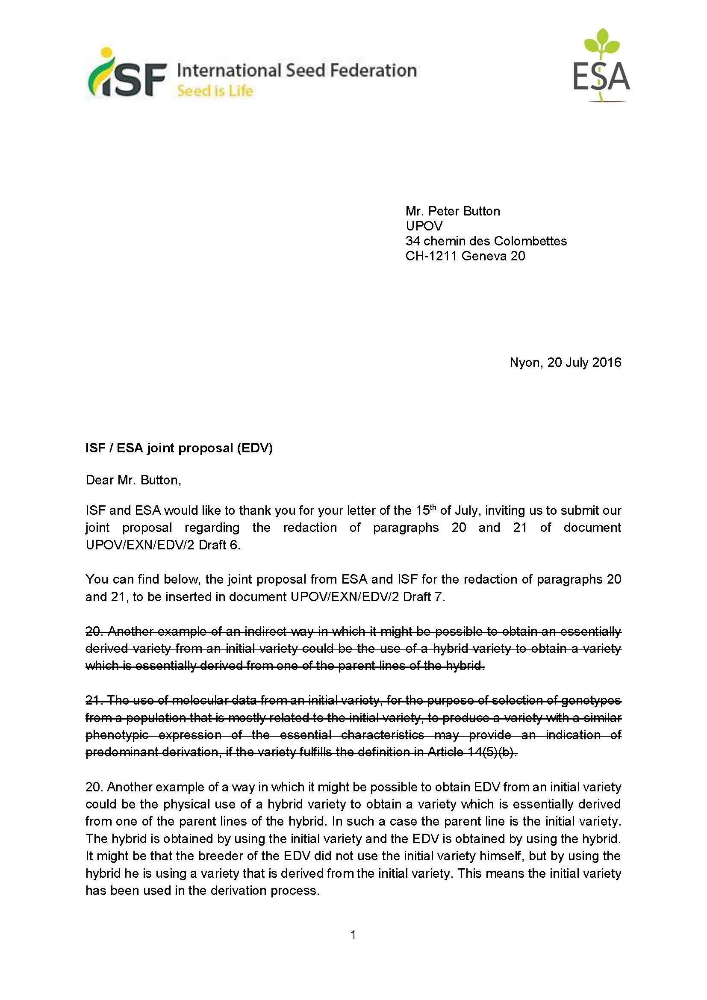 iSF International Seed Federation
Seed is Life
ESA
Mr. Peter Button
UPOV
34 chemin des Colombettes
CH-1211 Geneva 20
Nyon, 20 July 2016
ISF / ESA joint proposal (EDV)
Dear Mr. Button,
ISF and ESA would like to thank you for your letter of the 15th of July, inviting us to submit our
joint proposal regarding the redaction of paragraphs 20 and 21 of document
UPOV/EXN/EDV/2 Draft 6.
You can find below, the joint proposal from ESA and ISF for the redaction of paragraphs 20
and 21, to be inserted in document UPOV/EXN/EDV/2 Draft 7.
20. Another example of an indirect way in which it might be possible to obtain an essentially
derived variety from an initial variety could be the use of a hybrid variety to obtain a variety
which is essentially derived from one of the parent lines of the hybrid.
21. The use of molecular data from an initial variety, for the purpose of selection of genotypes
from a population that is mostly related to the initial variety, to produce a variety with a similar
phenotypic expression of the essential characteristics may provide an indication of
predominant derivation, if the variety fulfills the definition in Article 14(5)(b).
20. Another example of a way in which it might be possible to obtain EDV from an initial variety
could be the physical use of a hybrid variety to obtain a variety which is essentially derived
from one of the parent lines of the hybrid. In such a case the parent line is the initial variety.
The hybrid is obtained by using the initial variety and the EDV is obtained by using the hybrid.
It might be that the breeder of the EDV did not use the initial variety himself, but by using the
hybrid he is using a variety that is derived from the initial variety. This means the initial variety
has been used in the derivation process.
1